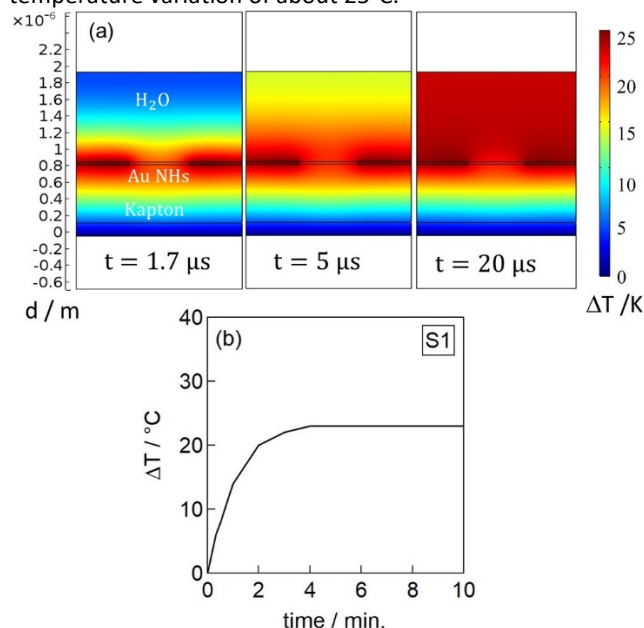 temperature variation of about 23°C.
×10⁻⁶
(a)
2.2
2
1.8
1.6
1.4
1.2
1
0.8
0.6
0.4
0.2
0
-0.2
-0.4
-0.6
d / m
H₂O
Au NHs
Kapton
t = 1.7 μs
t = 5 μs
t = 20 μs
25
20
15
10
5
0
ΔT /K
(b)
S1
40
30
20
10
0
ΔT / °C
0 2 4 6 8 10
time / min.